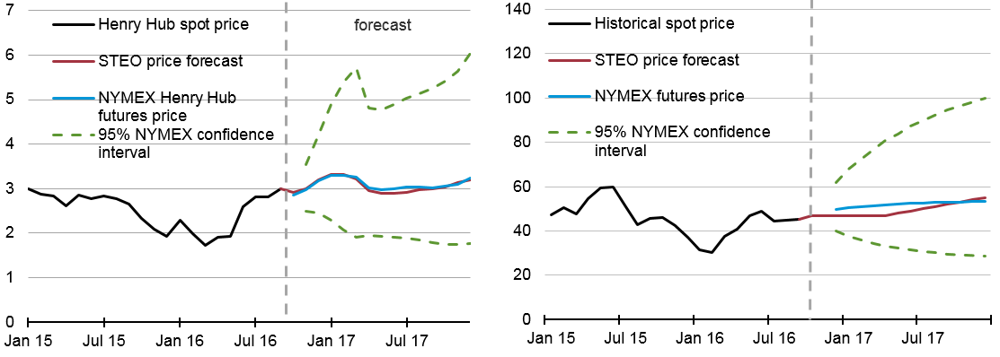 7
6
5
4
3
2
1
0
Henry Hub spot price
STEO price forecast
NYMEX Henry Hub
futures price
95% NYMEX confidence
interval
forecast
Jan 15
Jul 15
Jan 16
Jul 16
Jan 17
Jul 17
140
120
100
80
60
40
20
0
Historical spot price
STEO price forecast
NYMEX futures price
95% NYMEX confidence
interval
Jan 15
Jul 15
Jan 16
Jul 16
Jan 17
Jul 17